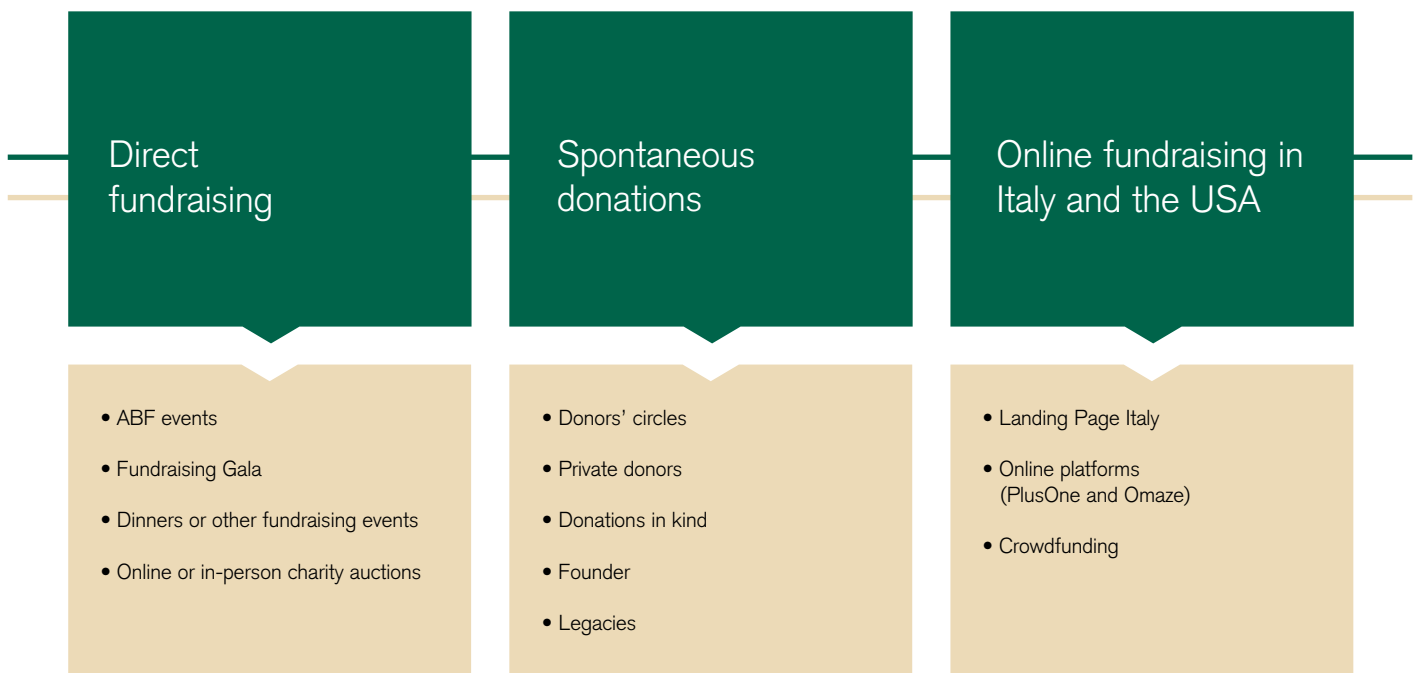 Direct
fundraising
• ABF events
• Fundraising Gala
• Dinners or other fundraising events
• Online or in-person charity auctions
Spontaneous
donations
• Donors’ circles
• Private donors
• Donations in kind
• Founder
• Legacies
Online fundraising in
Italy and the USA
• Landing Page Italy
• Online platforms
(PlusOne and Omaze)
• Crowdfunding